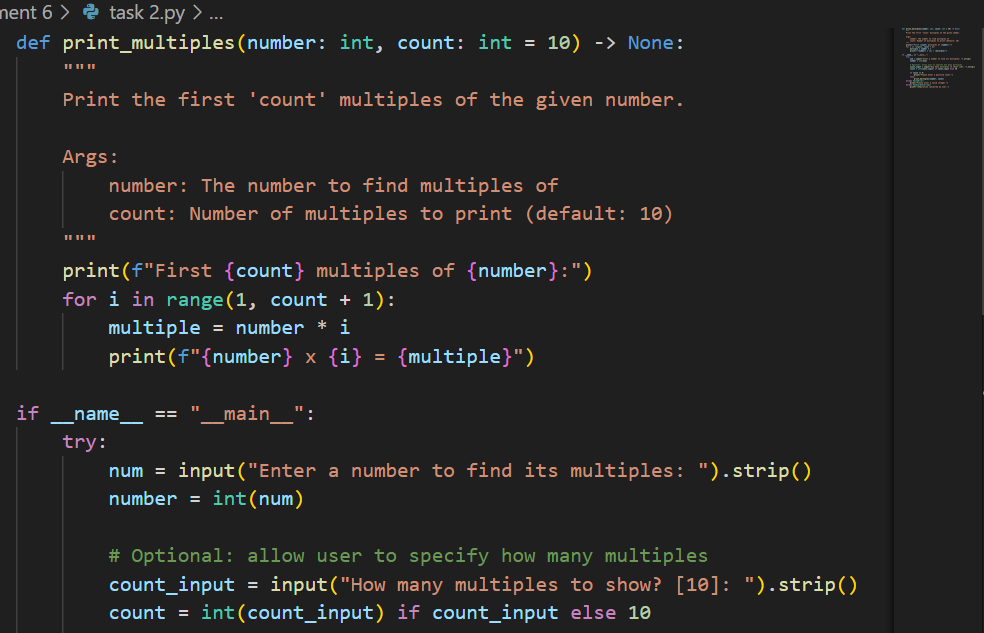 ment 6 > task 2.py > ...
def print_multiples(number: int, count: int = 10) -> None:
    """
    Print the first 'count' multiples of the given number.

    Args:
        number: The number to find multiples of
        count: Number of multiples to print (default: 10)
    """
    print(f"First {count} multiples of {number}:")
    for i in range(1, count + 1):
        multiple = number * i
        print(f"{number} x {i} = {multiple}")

if __name__ == "__main__":
    try:
        num = input("Enter a number to find its multiples: ").strip()
        number = int(num)

        # Optional: allow user to specify how many multiples
        count_input = input("How many multiples to show? [10]: ").strip()
        count = int(count_input) if count_input else 10